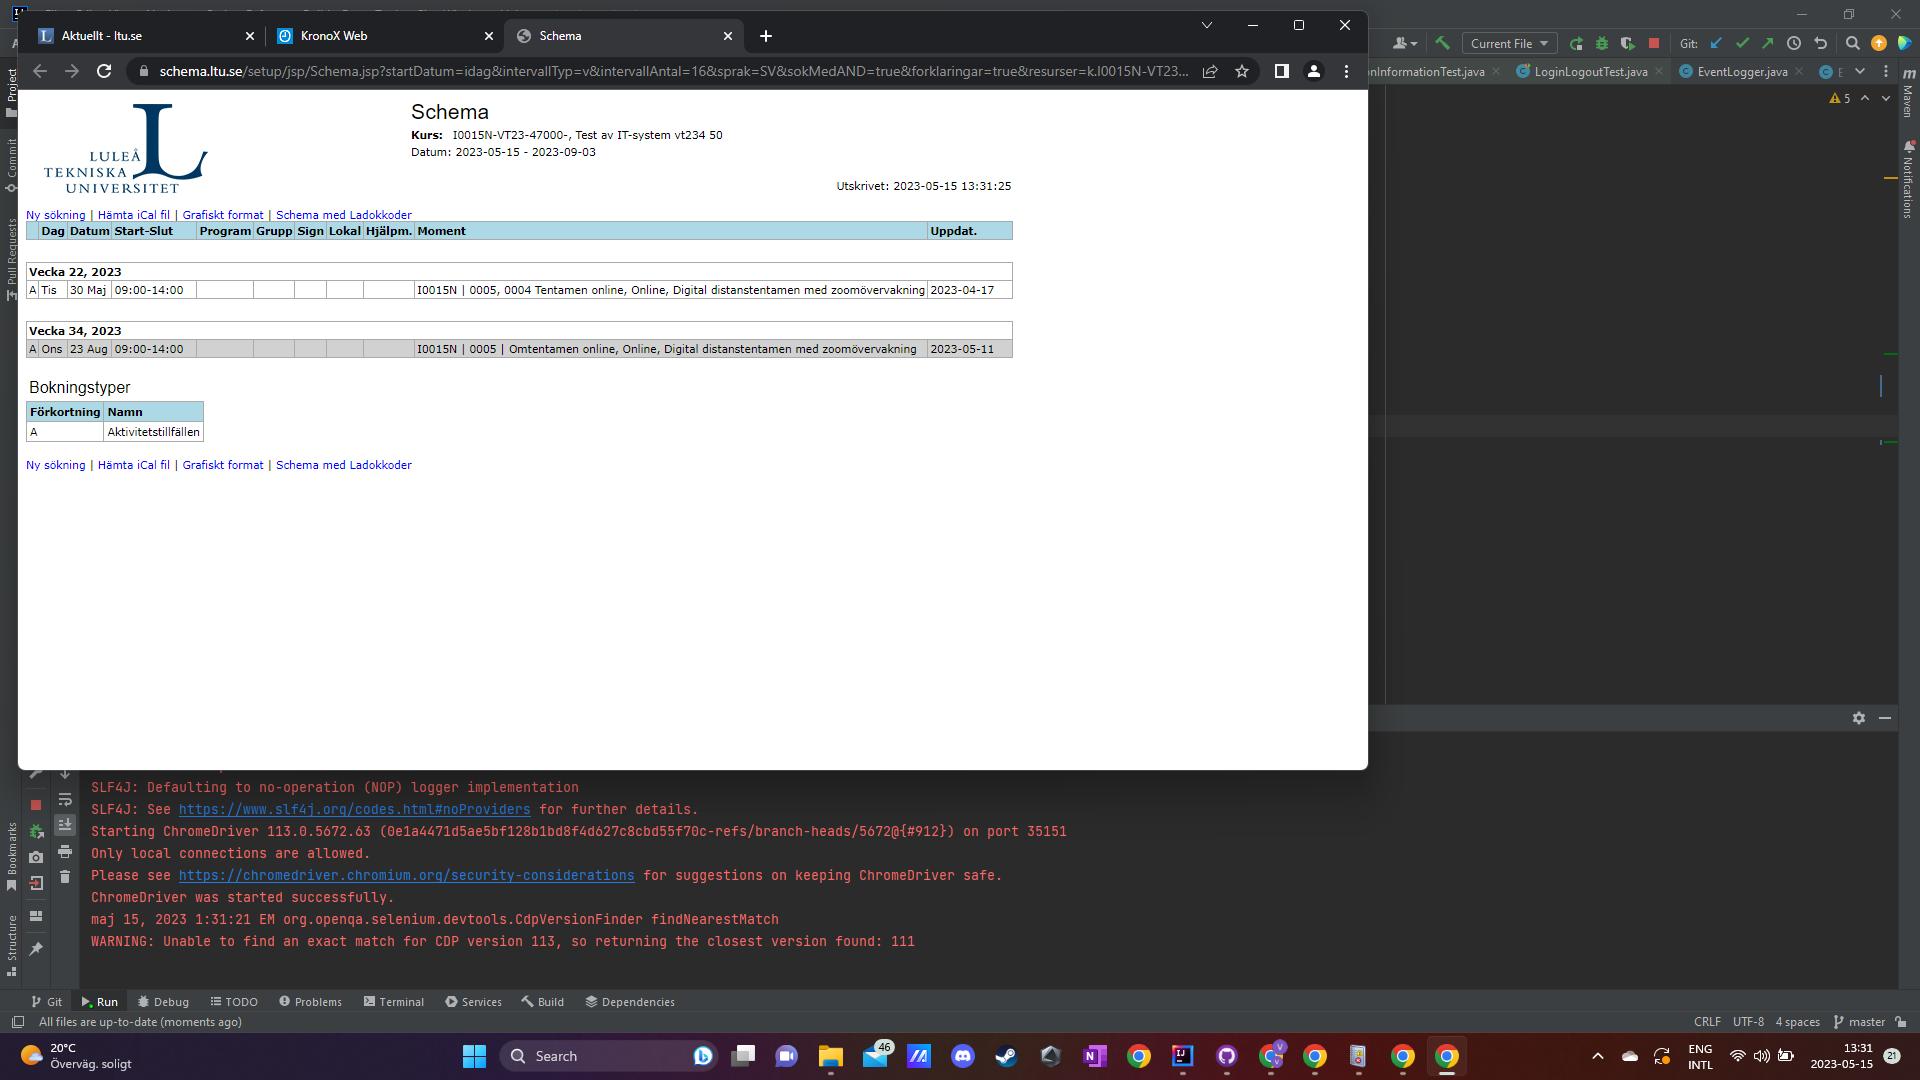 Aktuellt - ltu.se
KronoX Web
Schema
schema.ltu.se/setup/jsp/Schema.jsp?startDatum=idag&intervallTyp=v&intervallAntal=16&sprak=SV&sokMedAND=true&forklaringar=true&resurser=k.I0015N-VT23...
Current File
Git:
nInformationTest.java
LoginLogoutTest.java
EventLogger.java
5
Project
Commit
Pull Requests
Bookmarks
Structure
Maven
Notifications
LULEÅ
TEKNISKA
UNIVERSITET
Schema
Kurs: I0015N-VT23-47000-, Test av IT-system vt234 50
Datum: 2023-05-15 - 2023-09-03
Utskrivet: 2023-05-15 13:31:25
Ny sökning | Hämta iCal fil | Grafiskt format | Schema med Ladokkoder
Dag Datum Start-Slut Program Grupp Sign Lokal Hjälpm. Moment Uppdat.
Vecka 22, 2023
A Tis 30 Maj 09:00-14:00 I0015N | 0005, 0004 Tentamen online, Online, Digital distanstentamen med zoomövervakning 2023-04-17
Vecka 34, 2023
A Ons 23 Aug 09:00-14:00 I0015N | 0005 | Omtentamen online, Online, Digital distanstentamen med zoomövervakning 2023-05-11
Bokningstyper
Förkortning Namn
A Aktivitetstillfällen
Ny sökning | Hämta iCal fil | Grafiskt format | Schema med Ladokkoder
SLF4J: Defaulting to no-operation (NOP) logger implementation
SLF4J: See https://www.slf4j.org/codes.html#noProviders for further details.
Starting ChromeDriver 113.0.5672.63 (0e1a4471d5ae5bf128b1bd8f4d627c8cbd55f70c-refs/branch-heads/5672@{#912}) on port 35151
Only local connections are allowed.
Please see https://chromedriver.chromium.org/security-considerations for suggestions on keeping ChromeDriver safe.
ChromeDriver was started successfully.
maj 15, 2023 1:31:21 EM org.openqa.selenium.devtools.CdpVersionFinder findNearestMatch
WARNING: Unable to find an exact match for CDP version 113, so returning the closest version found: 111
Git Run Debug TODO Problems Terminal Services Build Dependencies
All files are up-to-date (moments ago)
CRLF UTF-8 4 spaces master
20°C
Överväg. soligt
Search
46
ENG
INTL
13:31
2023-05-15
21